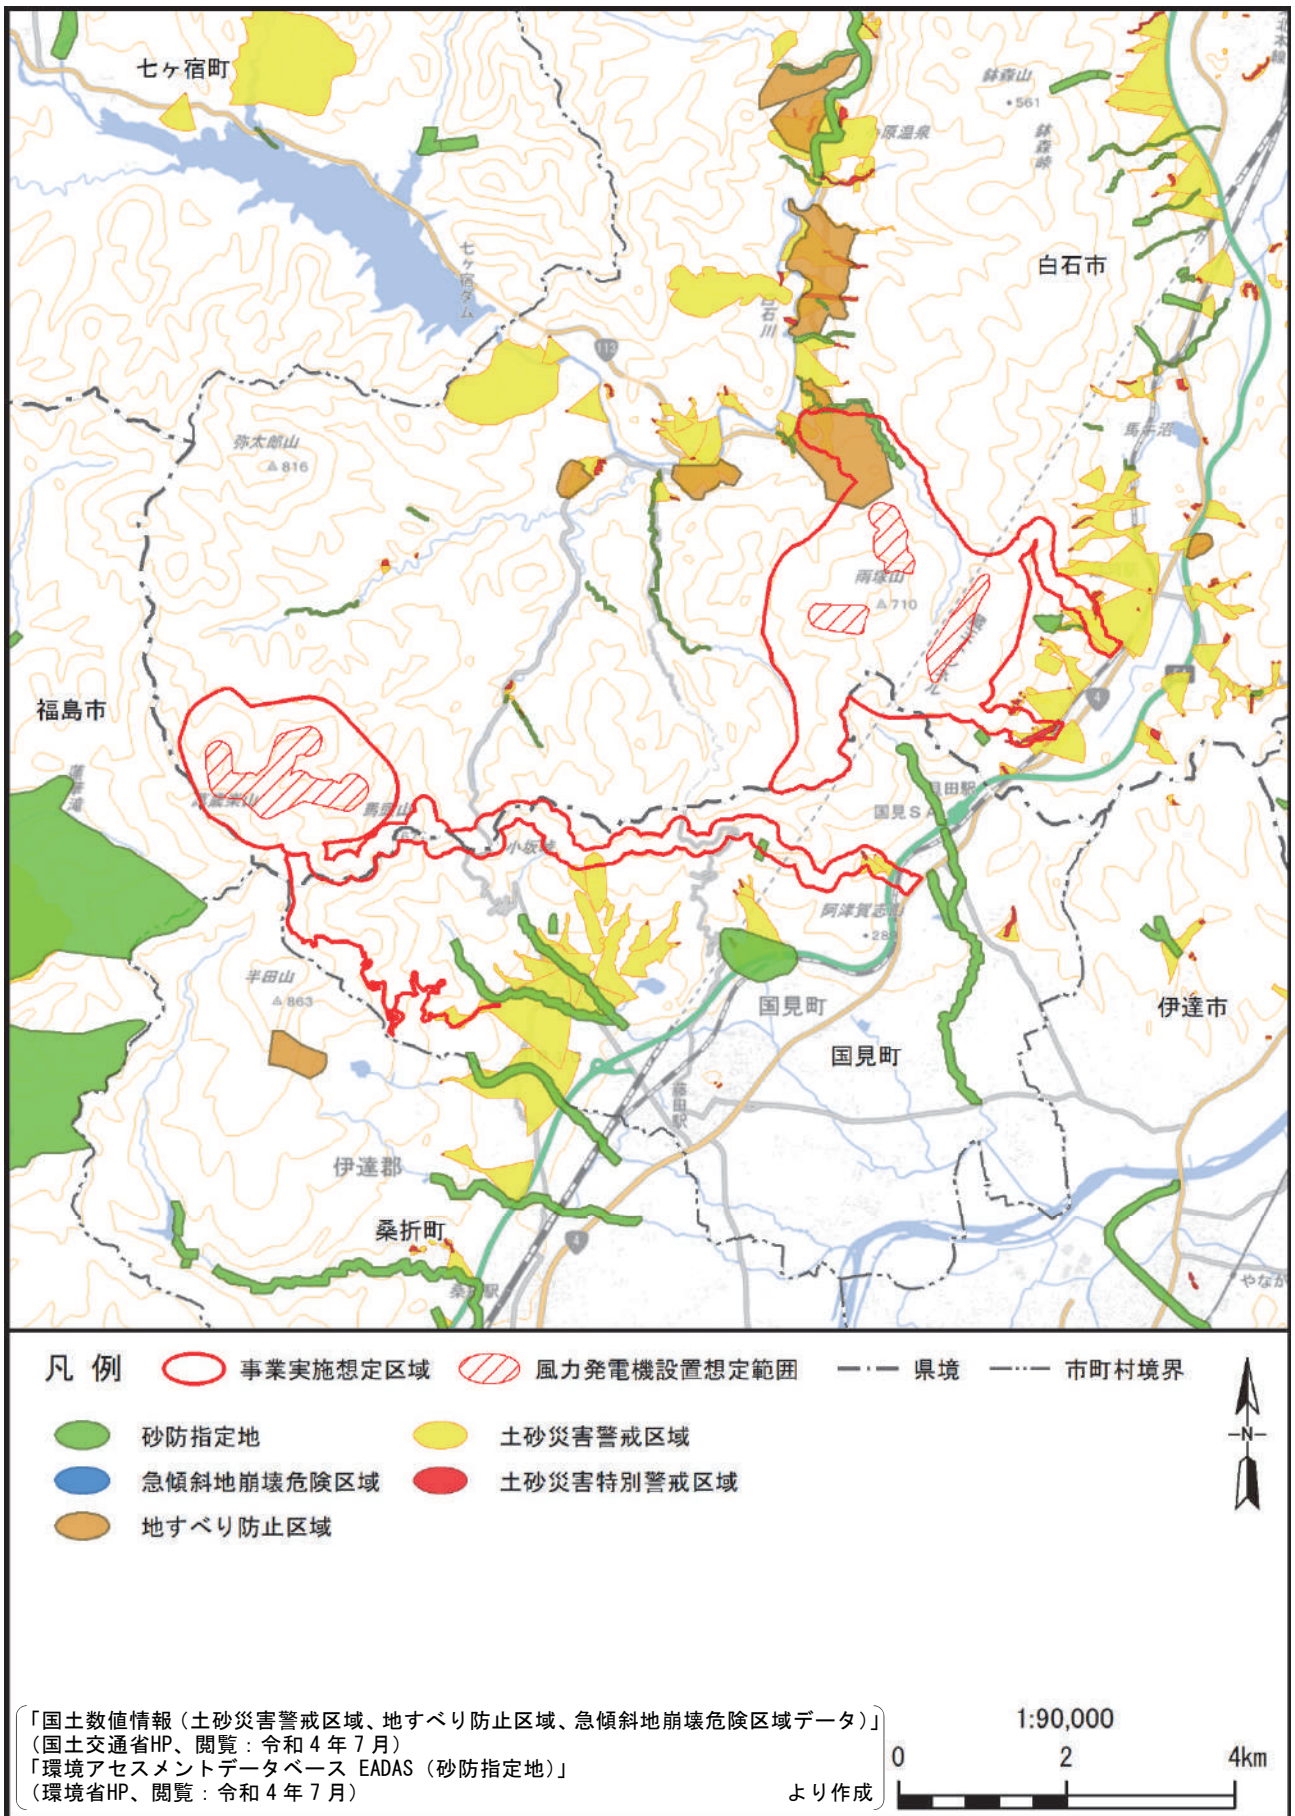 七ヶ宿町
鉢森山
561
鉢森峠
原温泉
白石市
七ヶ宿ダム
白石川
113
弥太郎山
816
馬牛沼
雨塚山
710
福島市
4
国見SA
貝田駅
小坂峠
阿津賀志山
半田山
863
国見町
国見町
伊達市
藤田駅
伊達郡
桑折町
4
やなが
凡 例
事業実施想定区域
風力発電機設置想定範囲
県境
市町村境界
砂防指定地
土砂災害警戒区域
急傾斜地崩壊危険区域
土砂災害特別警戒区域
地すべり防止区域
N
「国土数値情報（土砂災害警戒区域、地すべり防止区域、急傾斜地崩壊危険区域データ）」
（国土交通省HP、閲覧：令和４年７月）
「環境アセスメントデータベース EADAS（砂防指定地）」
（環境省HP、閲覧：令和４年７月）
より作成
1:90,000
0 2 4km